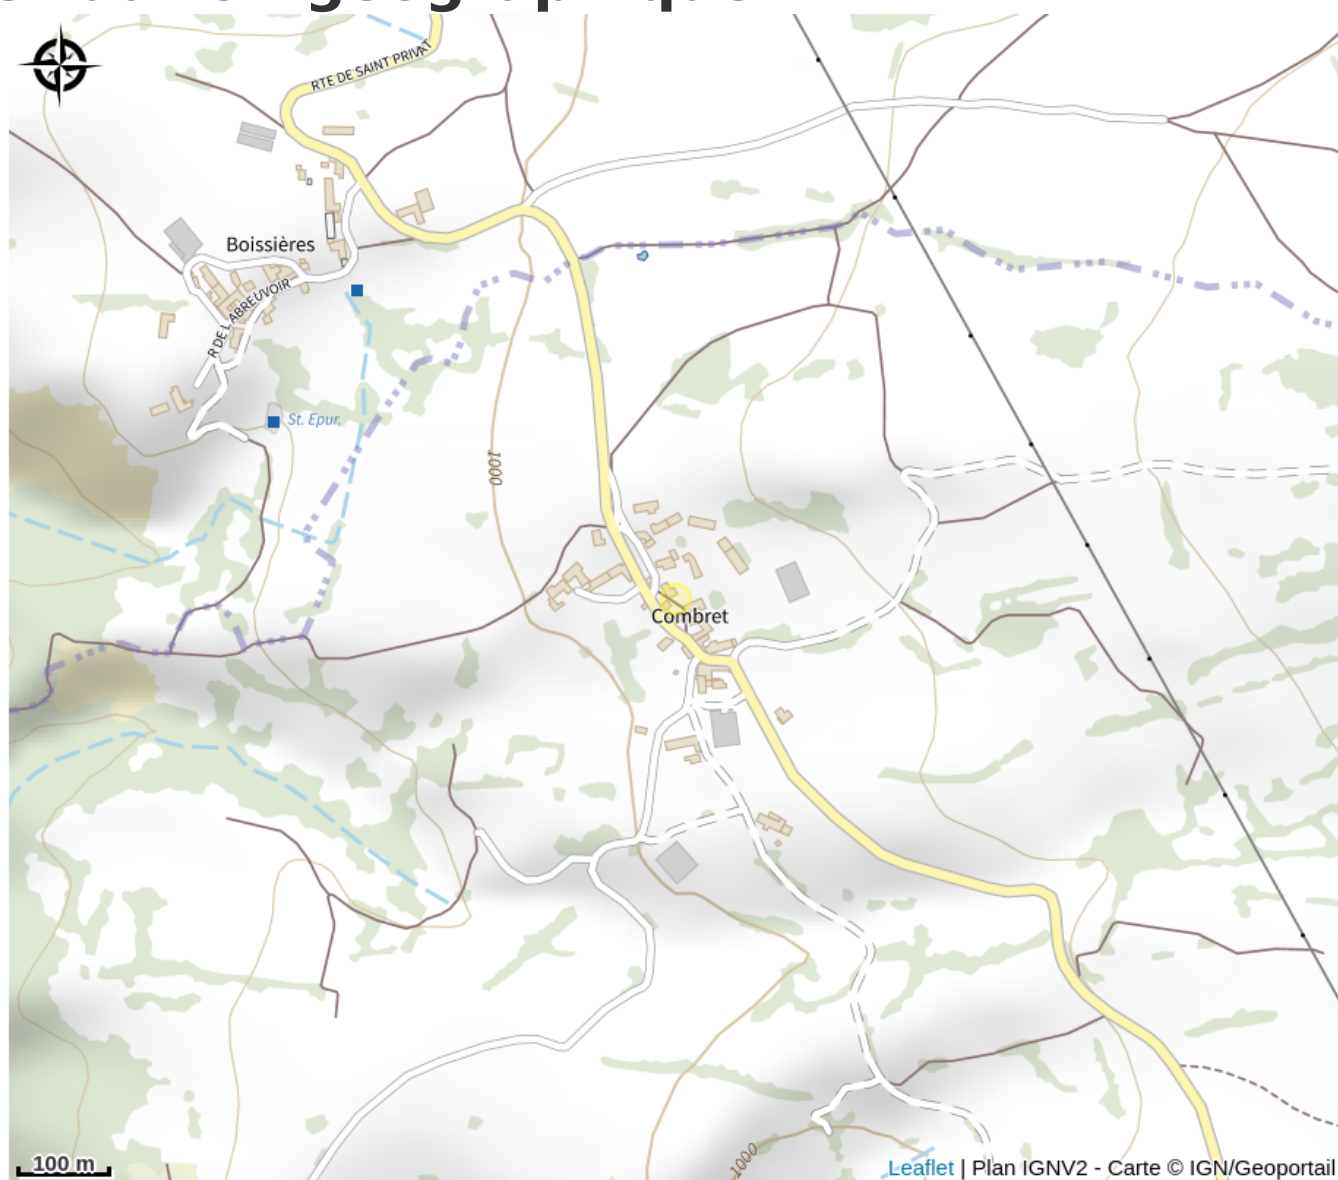 RTE DE SAINT PRIVAT
Boissières
R DE L'ABREUVOIR
St. Epur.
1000
Combret
1000
100 m
Leaflet | Plan IGNV2 - Carte © IGN/Geoportail